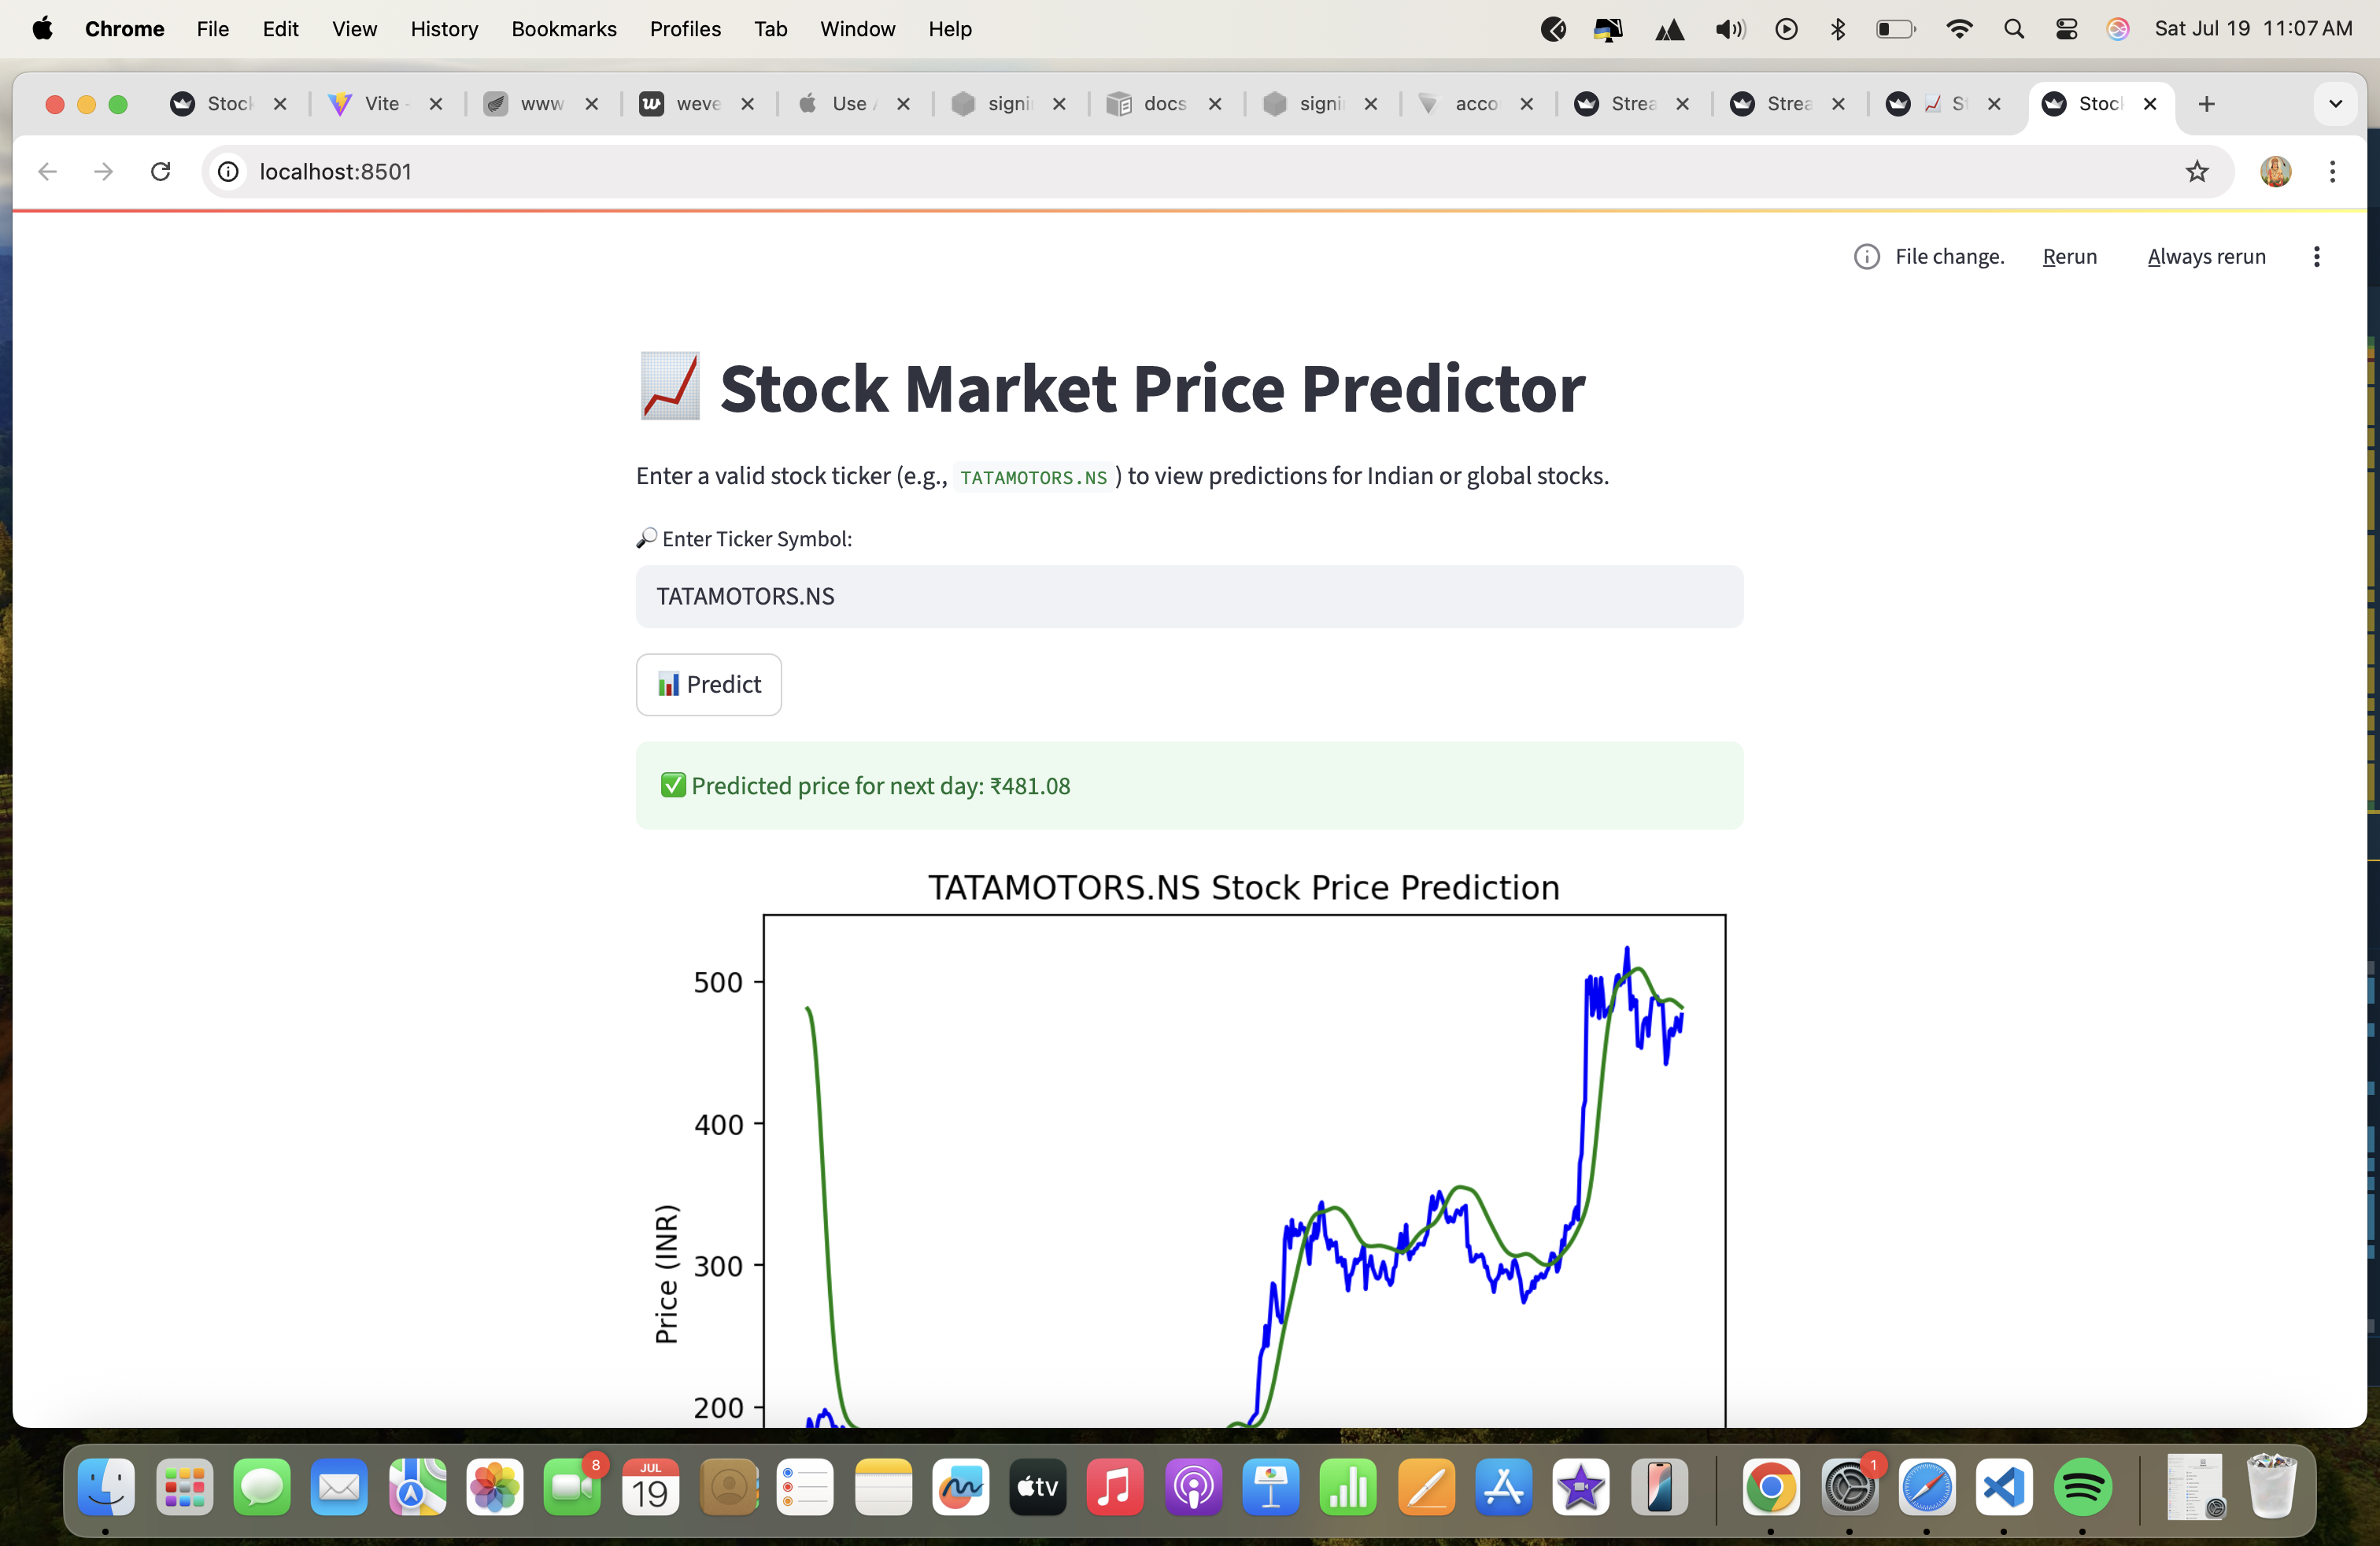 Chrome File Edit View History Bookmarks Profiles Tab Window Help Sat Jul 19 11:07 AM
Stock Vite - www weve Use signi docs signi acco Strea Strea St Stoc
localhost:8501
File change. Rerun Always rerun
Stock Market Price Predictor
Enter a valid stock ticker (e.g., TATAMOTORS.NS ) to view predictions for Indian or global stocks.
Enter Ticker Symbol:
TATAMOTORS.NS
Predict
Predicted price for next day: ₹481.08
TATAMOTORS.NS Stock Price Prediction
500
400
300
200
Price (INR)
8
JUL
19
tv
1